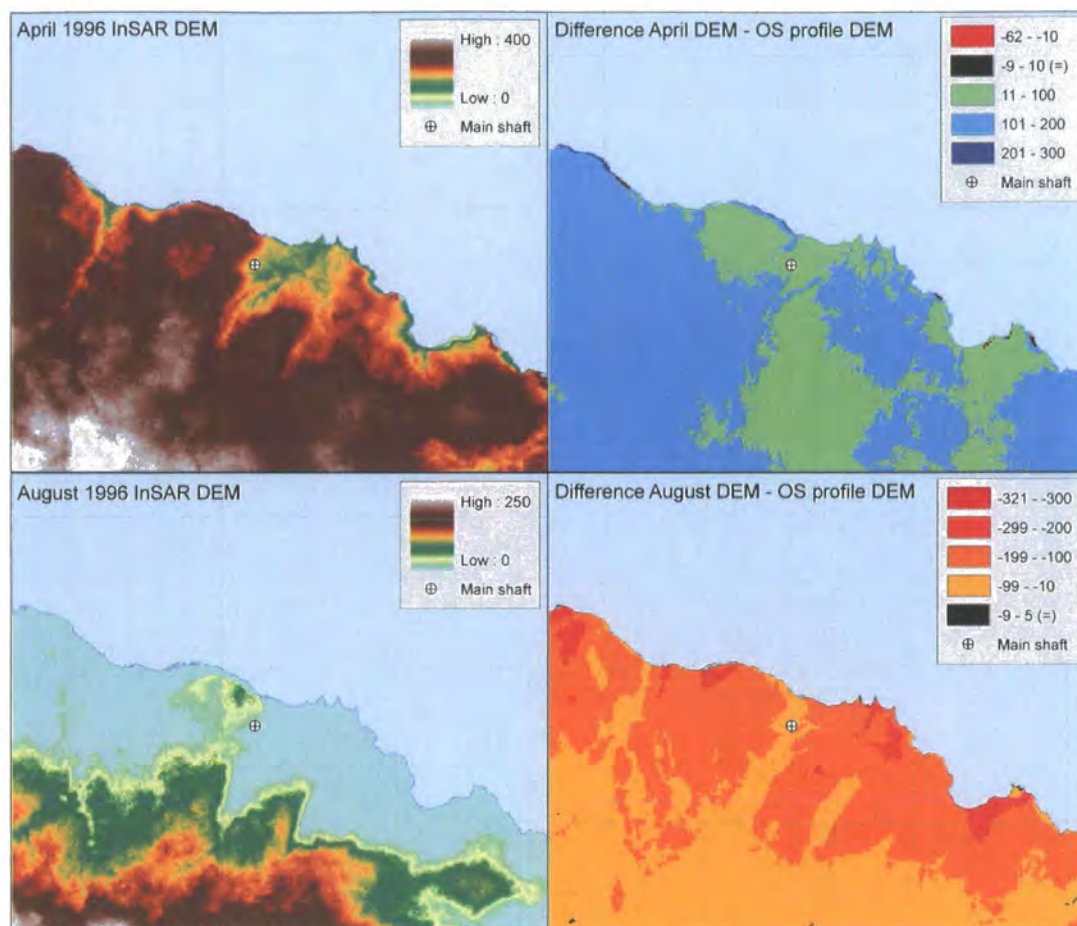 April 1996 InSAR DEM
High : 400
Low : 0
Main shaft
Difference April DEM - OS profile DEM
-62 - -10
-9 - 10 (=)
11 - 100
101 - 200
201 - 300
Main shaft
August 1996 InSAR DEM
High : 250
Low : 0
Main shaft
Difference August DEM - OS profile DEM
-321 - -300
-299 - -200
-199 - -100
-99 - -10
-9 - 5 (=)
Main shaft